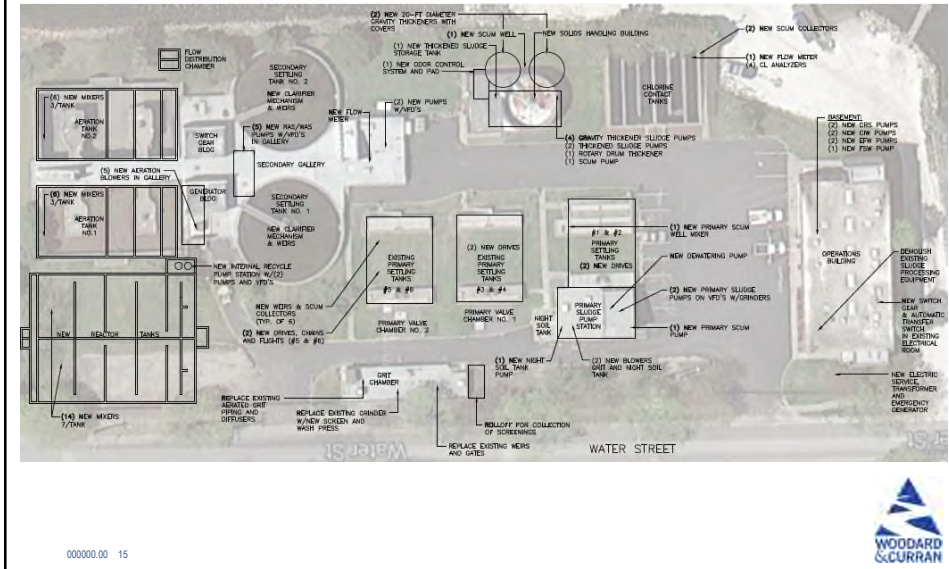 (2) NEW 20-FT DIAMETER
GRAVITY THICKENERS WITH
COVERS
(1) NEW SCUM WELL
NEW SOLIDS HANDLING BUILDING
(1) NEW THICKENED SLUDGE
STORAGE TANK
(1) NEW ODOR CONTROL
SYSTEM AND PAD
(2) NEW SCUM COLLECTORS
(1) NEW FLOW METER
(4) CL ANALYZERS
FLOW
DISTRIBUTION
CHAMBER
SECONDARY
SETTLING
TANK NO. 2
NEW CLARIFIER
MECHANISM
& WEIRS
(6) NEW MIXERS
3/TANK
AERATION
TANK
NO.2
SWITCH
GEAR
BLDG
(5) NEW RAS/WAS
PUMPS W/VFD'S
IN GALLERY
NEW FLOW
METER
(2) NEW PUMPS
W/VFD'S
CHLORINE
CONTACT
TANKS
BASEMENT:
(2) NEW CRS PUMPS
(2) NEW CIW PUMPS
(2) NEW EFW PUMPS
(1) NEW FSW PUMP
(4) GRAVITY THICKENER SLUDGE PUMPS
(2) THICKENED SLUDGE PUMPS
(1) ROTARY DRUM THICKENER
(1) SCUM PUMP
SECONDARY GALLERY
(5) NEW AERATION
BLOWERS IN GALLERY
GENERATOR
BLDG
(6) NEW MIXERS
3/TANK
AERATION
TANK
NO.1
SECONDARY
SETTLING
TANK NO. 1
NEW CLARIFIER
MECHANISM
& WEIRS
EXISTING
PRIMARY
SETTLING
TANKS
#5 & #6
(2) NEW DRIVES
EXISTING
PRIMARY
SETTLING
TANKS
#3 & #4
#1 & #2
PRIMARY
SETTLING
TANKS
(2) NEW DRIVES
(1) NEW PRIMARY SCUM
WELL MIXER
NEW DEWATERING PUMP
OPERATIONS
BUILDING
DEMOLISH
EXISTING
SLUDGE
PROCESSING
EQUIPMENT
NEW INTERNAL RECYCLE
PUMP STATION W/(2)
PUMPS AND VFD'S
NEW WEIRS & SCUM
COLLECTORS
(TYP. OF 6)
(2) NEW DRIVES, CHAINS
AND FLIGHTS (#5 & #6)
PRIMARY VALVE
CHAMBER NO. 2
PRIMARY VALVE
CHAMBER NO. 1
NIGHT
SOIL
TANK
PRIMARY
SLUDGE
PUMP
STATION
(2) NEW PRIMARY SLUDGE
PUMPS ON VFD'S W/GRINDERS
(1) NEW PRIMARY SCUM
PUMP
NEW SWITCH
GEAR
& AUTOMATIC
TRANSFER
SWITCH
IN EXISTING
ELECTRICAL
ROOM
NEW REACTOR TANKS
(14) NEW MIXERS
7/TANK
(1) NEW NIGHT
SOIL TANK
PUMP
(2) NEW BLOWERS
GRIT AND NIGHT SOIL
TANK
NEW ELECTRIC
SERVICE,
TRANSFORMER
AND
EMERGENCY
GENERATOR
GRIT
CHAMBER
REPLACE EXISTING
AERATED GRIT
PIPING AND
DIFFUSERS
REPLACE EXISTING GRINDER
W/NEW SCREEN AND
WASH PRESS
ROLLOFF FOR COLLECTION
OF SCREENINGS
REPLACE EXISTING WEIRS
AND GATES
WATER STREET
Water St
Water St
000000.00 15
WOODARD
&CURRAN